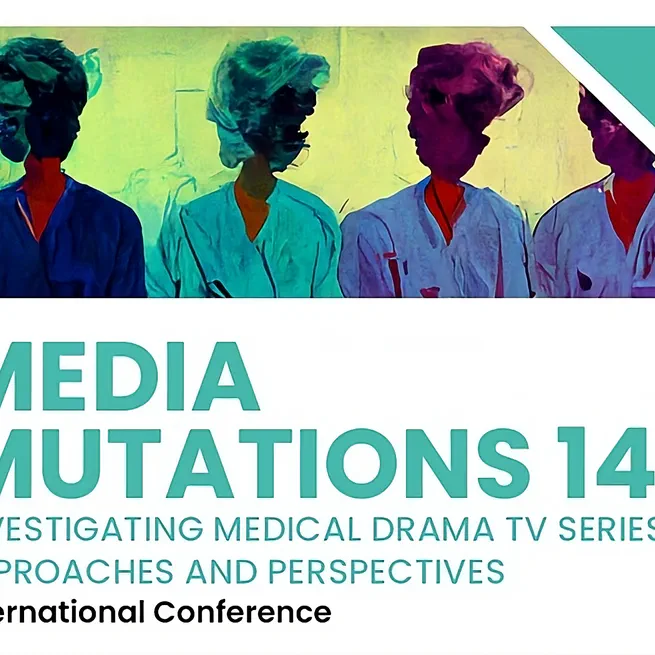 MEDIA
MUTATIONS 14
VESTIGATING MEDICAL DRAMA TV SERIES
PROACHES AND PERSPECTIVES
ernational Conference